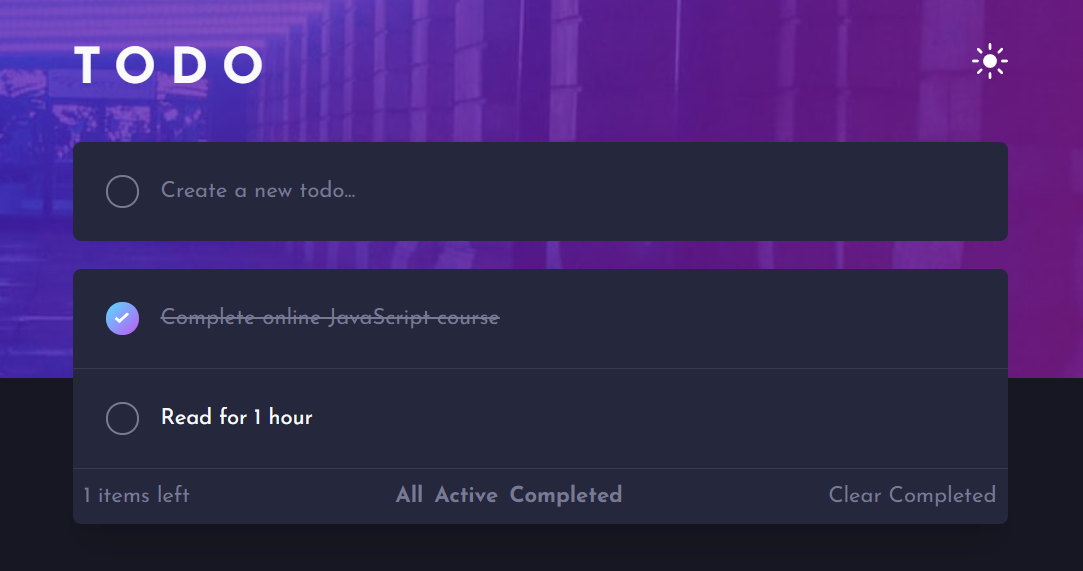 TODO
Create a new todo...
Complete online JavaScript course
Read for 1 hour
1 items left All Active Completed Clear Completed